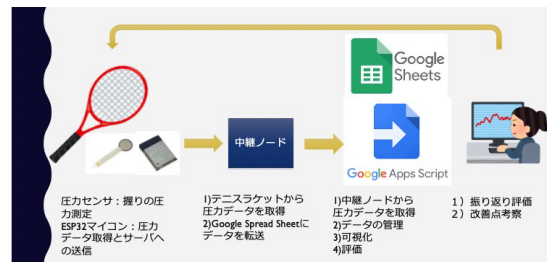 Google
Sheets
中継ノード
Google Apps Script
圧力センサ：握りの圧
力測定
ESP32マイコン：圧力
データ取得とサーバへ
の送信
1)テニスラケットから
圧力データを取得
2)Google Spread Sheetに
データを転送
1)中継ノードから
圧力データを取得
2)データの管理
3)可視化
4)評価
1）振り返り評価
2）改善点考察